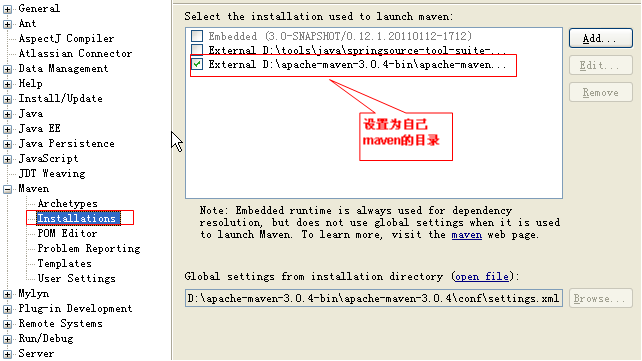 General
Ant
AspectJ Compiler
Atlassian Connector
Data Management
Help
Install/Update
Java
Java EE
Java Persistence
JavaScript
JDT Weaving
Maven
Archetypes
Installations
POM Editor
Problem Reporting
Templates
User Settings
Mylyn
Plug-in Development
Remote Systems
Run/Debug
Server
Select the installation used to launch maven:
Embedded (3.0-SNAPSHOT/0.12.1.20110112-1712)
External D:\tools\java\springsource-tool-suite-...
External D:\apache-maven-3.0.4-bin\apache-maven...
Add...
Edit...
Remove
设置为自己
maven的目录
Note: Embedded runtime is always used for dependency
resolution, but does not use global settings when it is used
to launch Maven. To learn more, visit the maven web page.
Global settings from installation directory (open file):
D:\apache-maven-3.0.4-bin\apache-maven-3.0.4\conf\settings.xml
Browse...